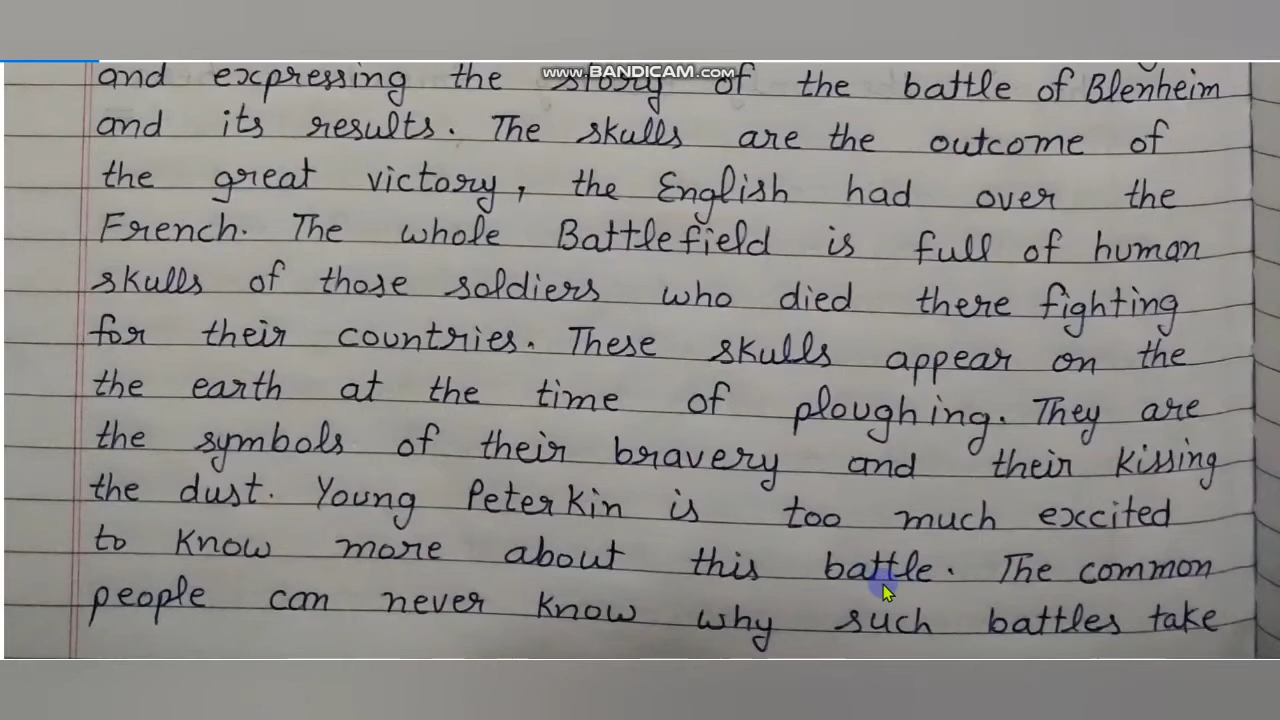 www.BANDICAM.com
and expressing the story of the battle of Blenheim
and its results. The skulls are the outcome of
the great victory, the English had over the
French. The whole Battlefield is full of human
skulls of those soldiers who died there fighting
for their countries. These skulls appear on the
the earth at the time of ploughing. They are
the symbols of their bravery and their kissing
the dust. Young Peterkin is too much excited
to know more about this battle. The common
people can never know why such battles take